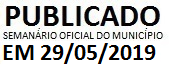 PUBLICADO
SEMANÁRIO OFICIAL DO MUNICÍPIO
EM 29/05/2019